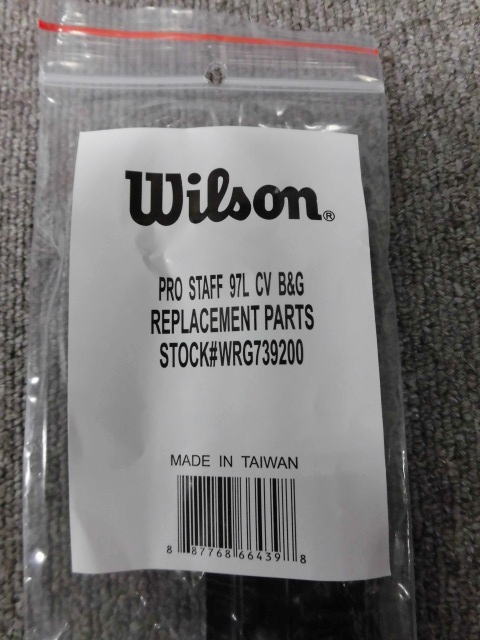 Wilson®
PRO STAFF 97L CV B&G
REPLACEMENT PARTS
STOCK#WRG739200
MADE IN TAIWAN
8 87768 66439 8